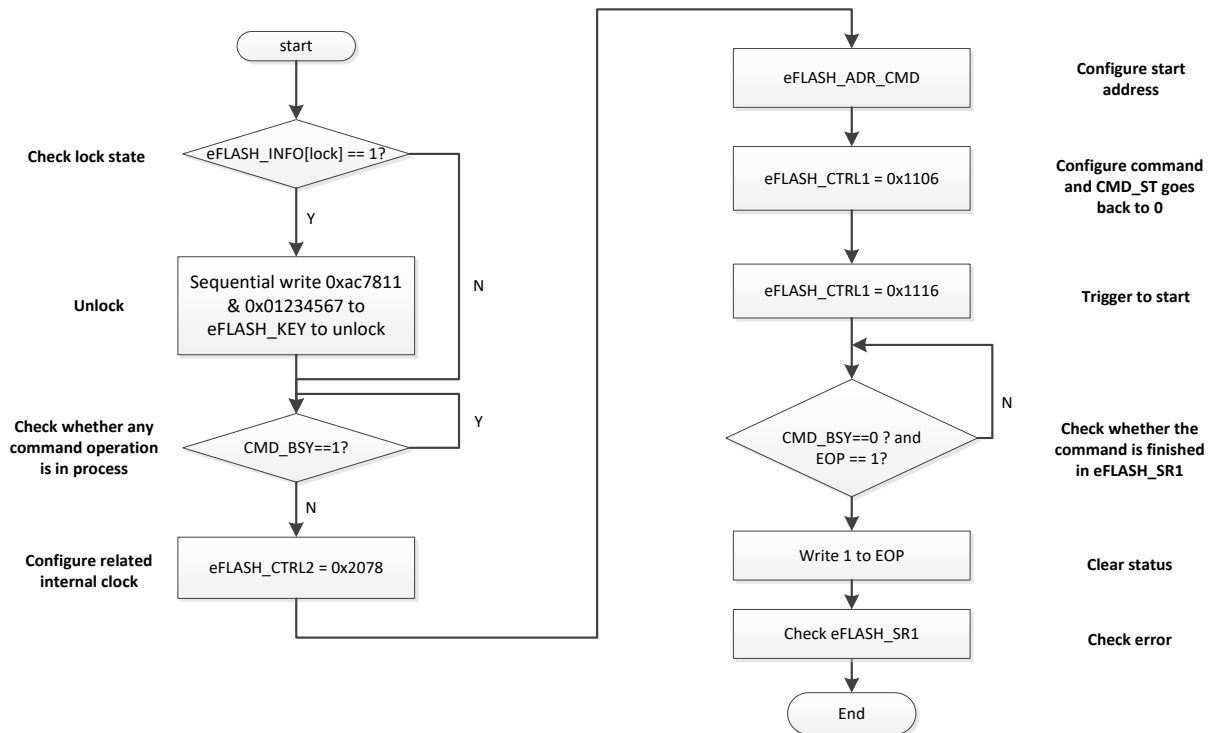 start
Check lock state
eFLASH_INFO[lock] == 1?
Y
N
Unlock
Sequential write 0xac7811
& 0x01234567 to
eFLASH_KEY to unlock
Check whether any
command operation
is in process
CMD_BSY==1?
Y
N
Configure related
internal clock
eFLASH_CTRL2 = 0x2078
eFLASH_ADR_CMD
Configure start
address
eFLASH_CTRL1 = 0x1106
Configure command
and CMD_ST goes
back to 0
eFLASH_CTRL1 = 0x1116
Trigger to start
CMD_BSY==0 ? and
EOP == 1?
N
Check whether the
command is finished
in eFLASH_SR1
Write 1 to EOP
Clear status
Check eFLASH_SR1
Check error
End